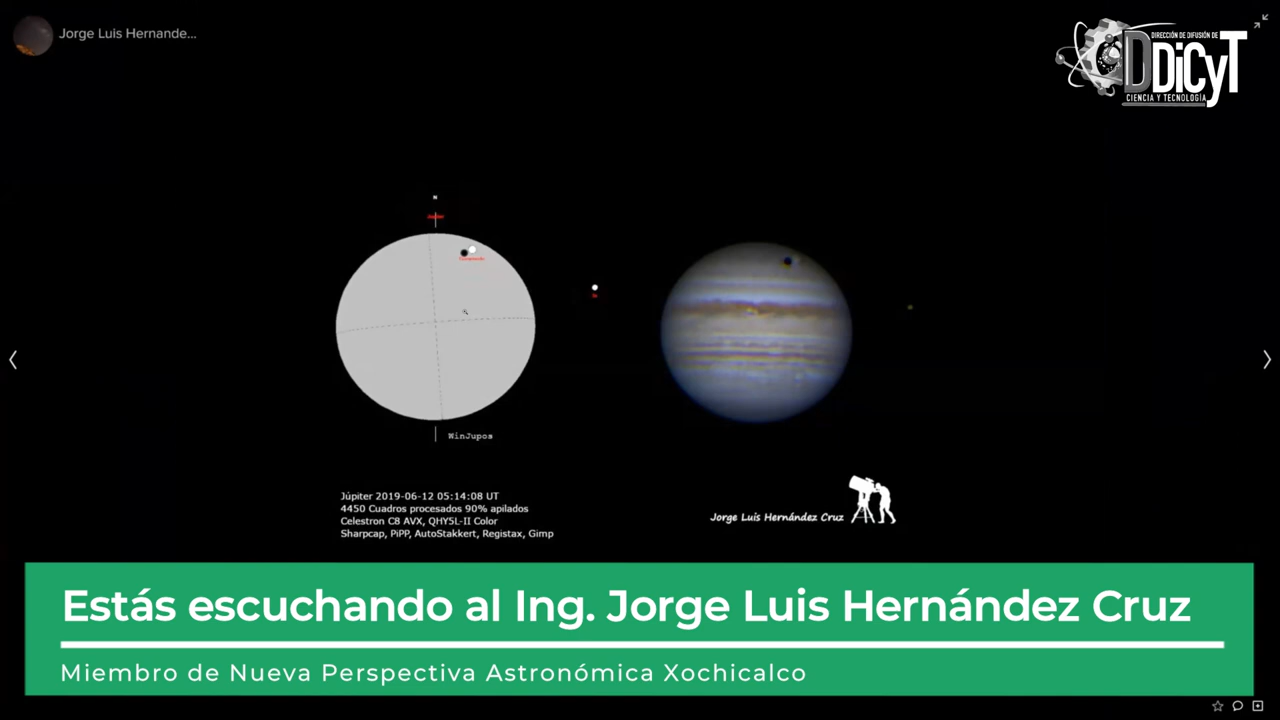 Jorge Luis Hernande...
DIRECCIÓN DE DIFUSIÓN DE
DDiCyT
CIENCIA Y TECNOLOGÍA
N
WinJupos
Júpiter 2019-06-12 05:14:08 UT
4450 Cuadros procesados 90% apilados
Celestron C8 AVX, QHY5L-II Color
Sharpcap, PiPP, AutoStakkert, Registax, Gimp
Jorge Luis Hernández Cruz
Estás escuchando al Ing. Jorge Luis Hernández Cruz
Miembro de Nueva Perspectiva Astronómica Xochicalco